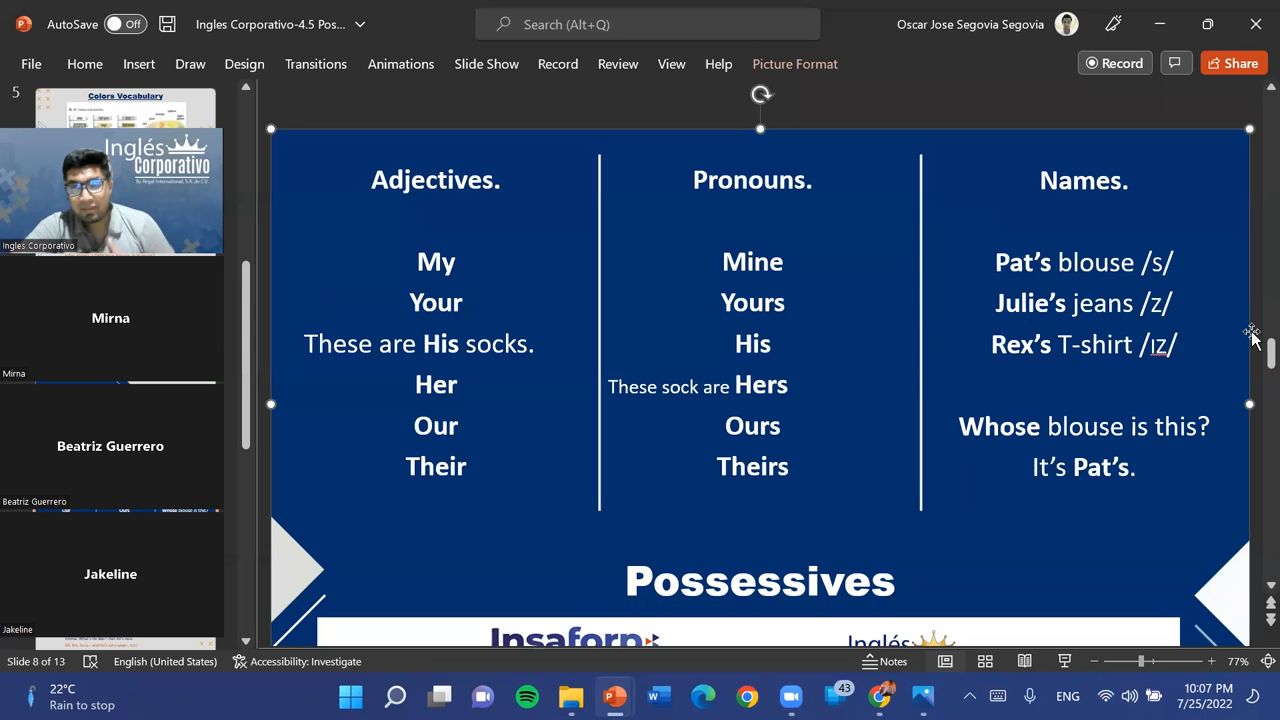 AutoSave Off Ingles Corporativo-4.5 Pos... Search (Alt+Q) Oscar Jose Segovia Segovia
File Home Insert Draw Design Transitions Animations Slide Show Record Review View Help Picture Format Record Share
5
Colors Vocabulary
Inglés
Corporativo
By Regal International, S.A. de C.V.
Ingles Corporativo
Mirna
Mirna
Beatriz Guerrero
Beatriz Guerrero
Jakeline
Jakeline
Adjectives.
My
Your
These are His socks.
Her
Our
Their
Pronouns.
Mine
Yours
His
These sock are Hers
Ours
Theirs
Names.
Pat's blouse /s/
Julie's jeans /z/
Rex's T-shirt /ɪz/
Whose blouse is this?
It's Pat's.
Possessives
Insaforp
Inglés
Slide 8 of 13 English (United States) Accessibility: Investigate Notes 77%
22°C
Rain to stop
43
ENG
10:07 PM
7/25/2022